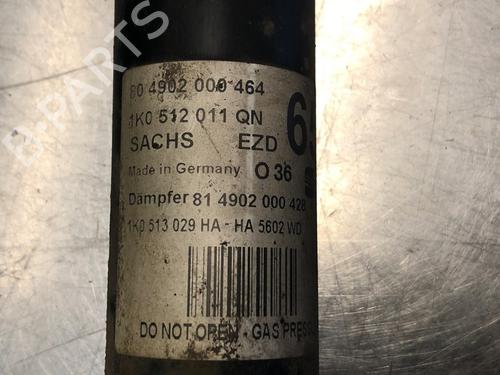 80 4902 000 464
1K0 512 011 QN
SACHS EZD
Made in Germany O 36
Dämpfer 81 4902 000 428
1K0 513 029 HA - HA 5602 WD
DO NOT OPEN - GAS PRESS
B-PARTS